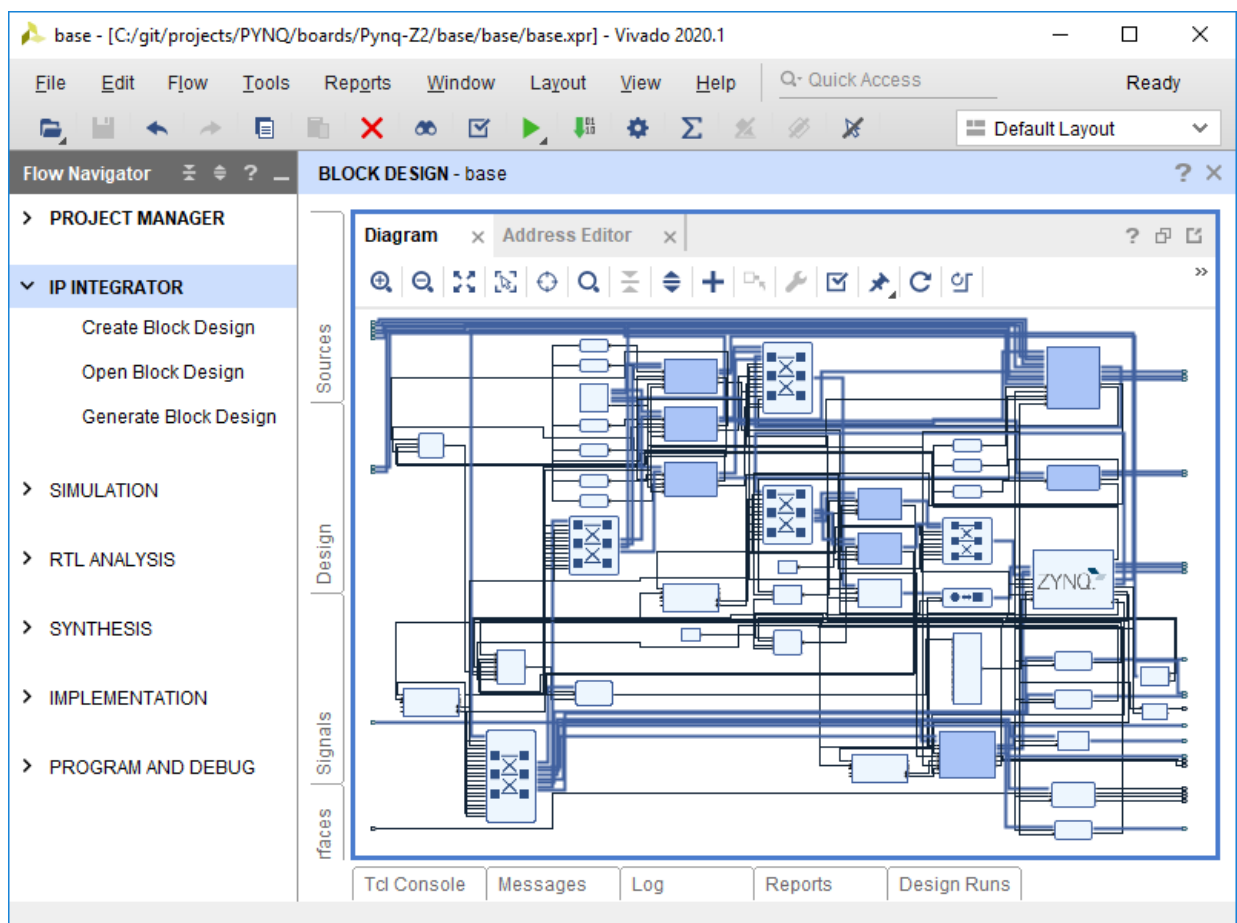 base - [C:/git/projects/PYNQ/boards/Pynq-Z2/base/base/base.xpr] - Vivado 2020.1
File Edit Flow Tools Reports Window Layout View Help Quick Access Ready
Default Layout
Flow Navigator
BLOCK DESIGN - base
PROJECT MANAGER
Diagram Address Editor
IP INTEGRATOR
Create Block Design
Open Block Design
Generate Block Design
SIMULATION
RTL ANALYSIS
SYNTHESIS
IMPLEMENTATION
PROGRAM AND DEBUG
Sources
Design
Signals
rfaces
ZYNQ
Tcl Console Messages Log Reports Design Runs